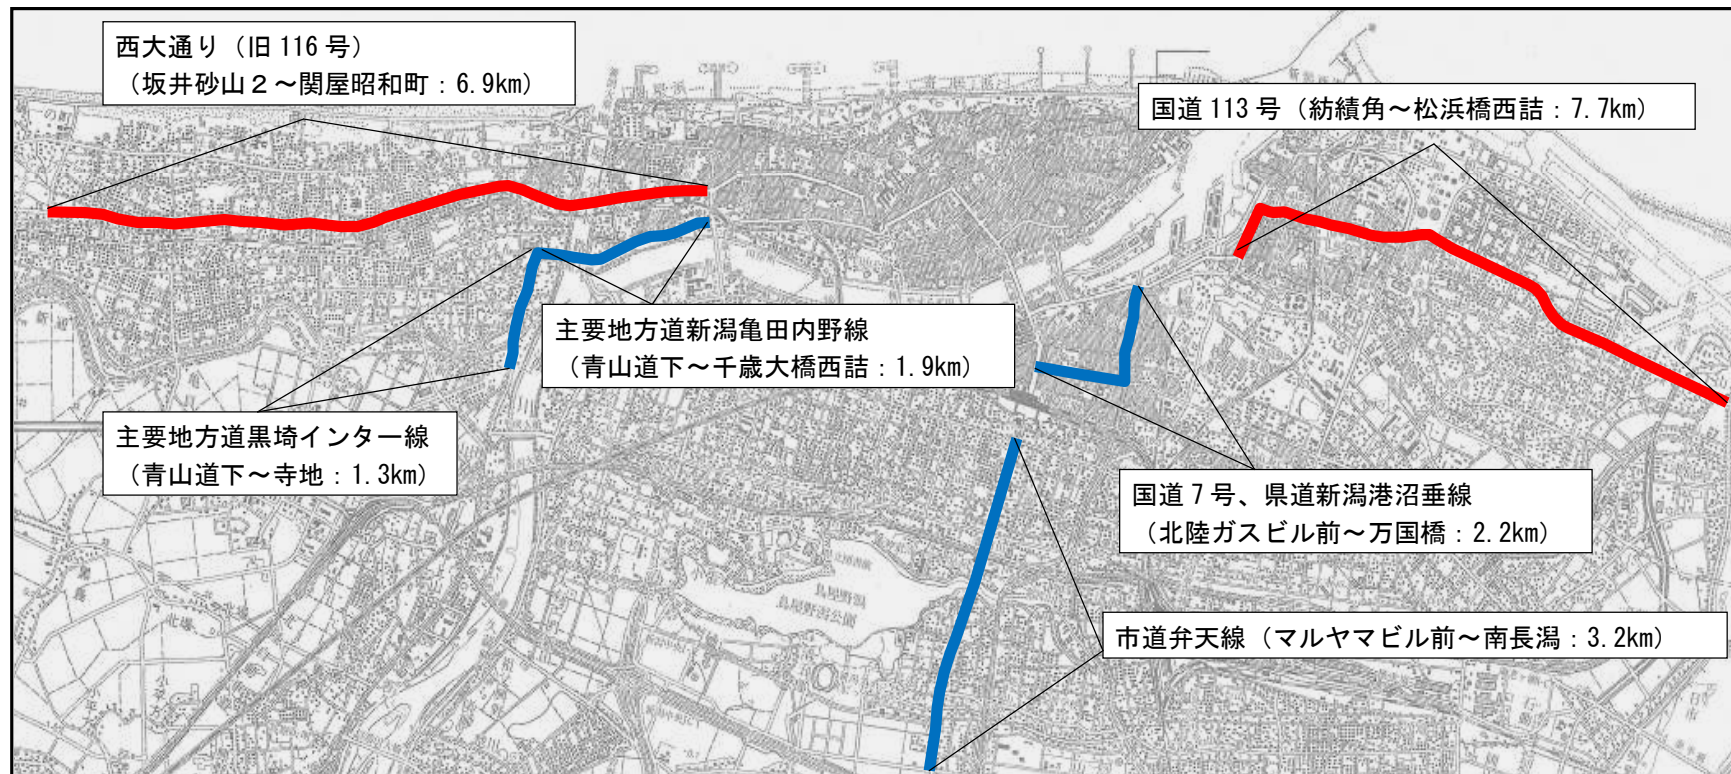 西大通り（旧 116 号）
（坂井砂山２～関屋昭和町：6.9km）
国道 113 号（紡績角～松浜橋西詰：7.7km）
主要地方道新潟亀田内野線
（青山道下～千歳大橋西詰：1.9km）
主要地方道黒埼インター線
（青山道下～寺地：1.3km）
国道７号、県道新潟港沼垂線
（北陸ガスビル前～万国橋：2.2km）
鳥屋野潟
市道弁天線（マルヤマビル前～南長潟：3.2km）